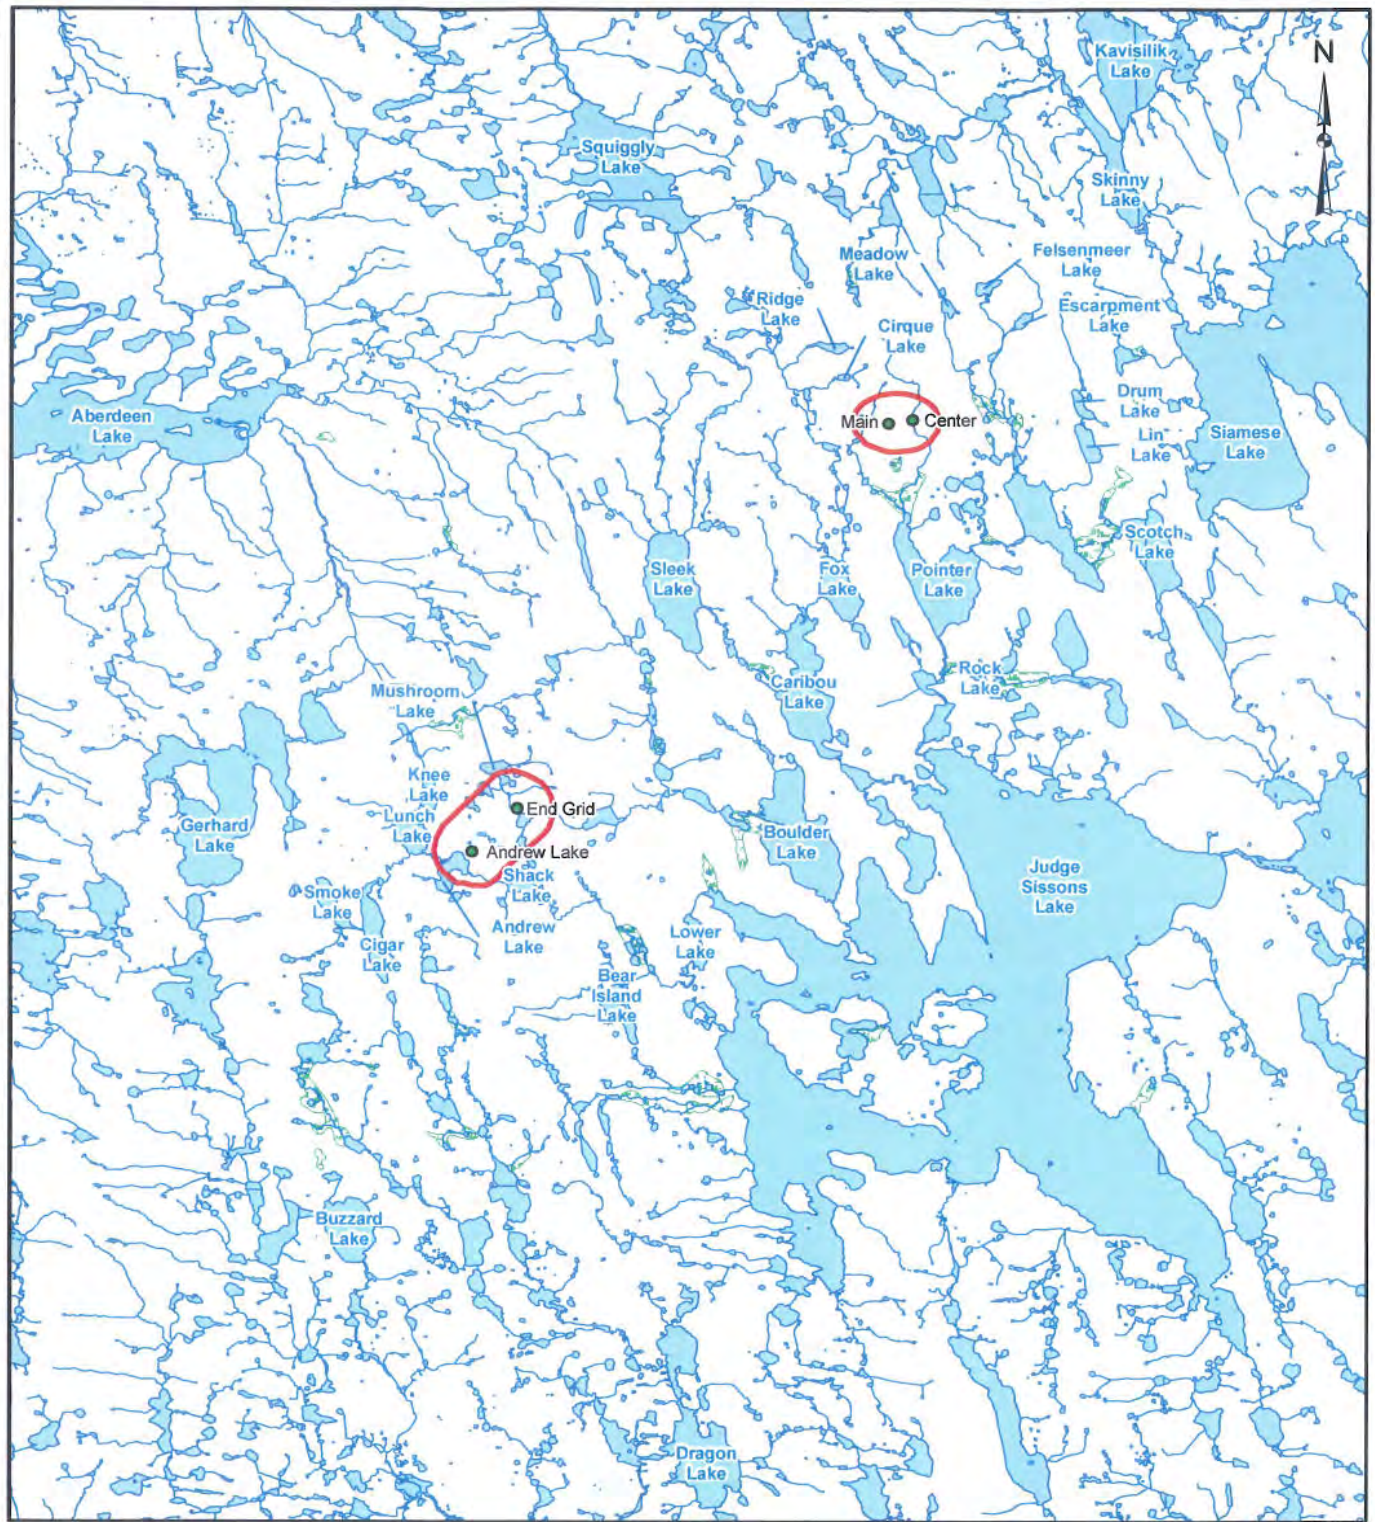 Kavisilik
Lake
N
Squiggly
Lake
Skinny
Lake
Meadow
Lake
Felsenmeer
Lake
Ridge
Lake
Escarpment
Lake
Cirque
Lake
Aberdeen
Lake
Main
Center
Drum
Lake
Lin
Lake
Siamese
Lake
Scotch
Lake
Sleek
Lake
Fox
Lake
Pointer
Lake
Rock
Lake
Caribou
Lake
Mushroom
Lake
Knee
Lake
Lunch
Lake
End Grid
Gerhard
Lake
Andrew Lake
Boulder
Lake
Judge
Sissons
Lake
Shack
Lake
Smoke
Lake
Andrew
Lake
Cigar
Lake
Lower
Lake
Bear
Island
Lake
Buzzard
Lake
Dragon
Lake